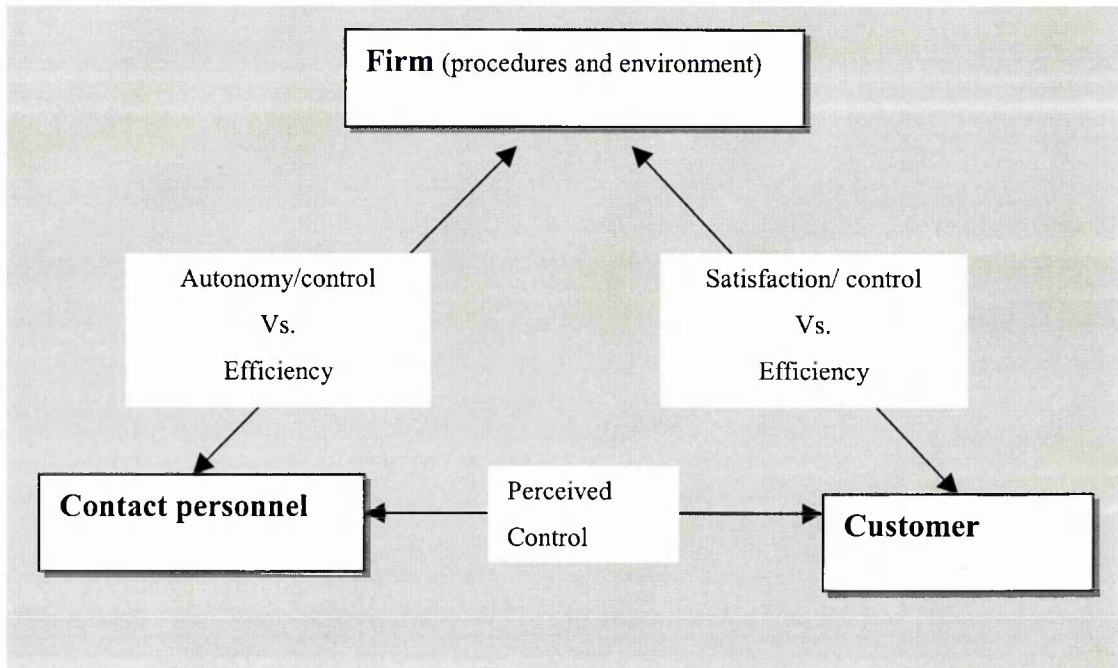 Firm (procedures and environment)
Autonomy/control
Vs.
Efficiency
Satisfaction/ control
Vs.
Efficiency
Contact personnel
Perceived
Control
Customer